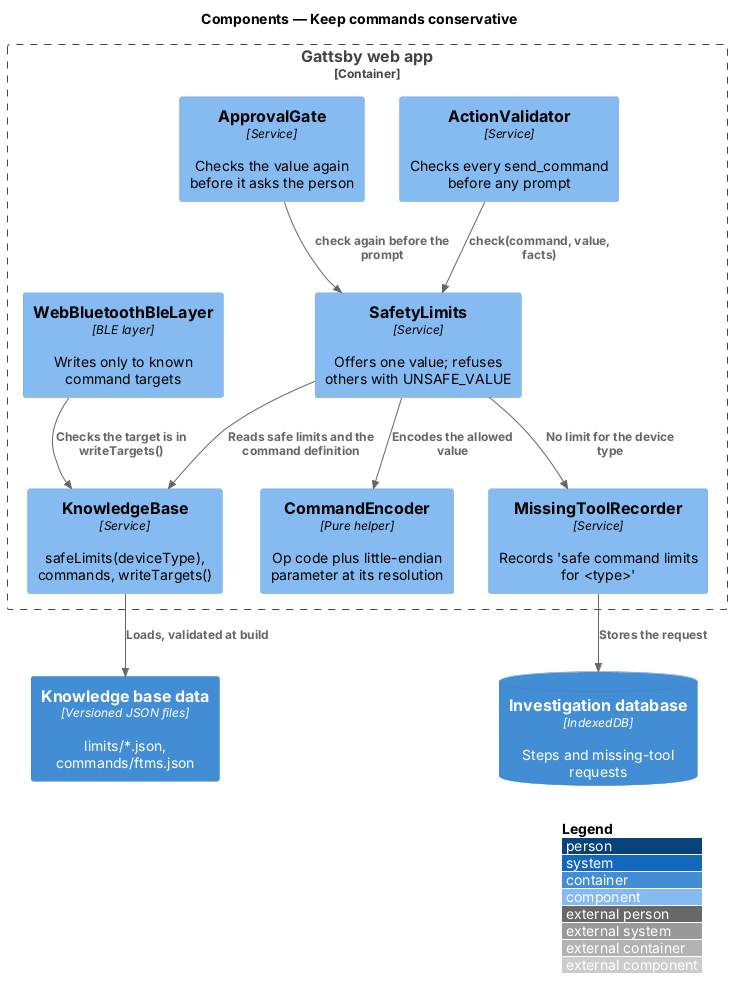 Components — Keep commands conservative
Gattsby web app
[Container]
ApprovalGate
[Service]
Checks the value again
before it asks the person
ActionValidator
[Service]
Checks every send_command
before any prompt
check again before the
prompt
check(command, value,
facts)
WebBluetoothBleLayer
[BLE layer]
Writes only to known
command targets
SafetyLimits
[Service]
Offers one value; refuses
others with UNSAFE_VALUE
Checks the target is in
writeTargets()
Reads safe limits and the
command definition
Encodes the allowed
value
No limit for the device
type
KnowledgeBase
[Service]
safeLimits(deviceType),
commands, writeTargets()
CommandEncoder
[Pure helper]
Op code plus little-endian
parameter at its resolution
MissingToolRecorder
[Service]
Records 'safe command limits
for <type>'
Loads, validated at build
Stores the request
Knowledge base data
[Versioned JSON files]
limits/*.json,
commands/ftms.json
Investigation database
[IndexedDB]
Steps and missing-tool
requests
Legend
person
system
container
component
external person
external system
external container
external component